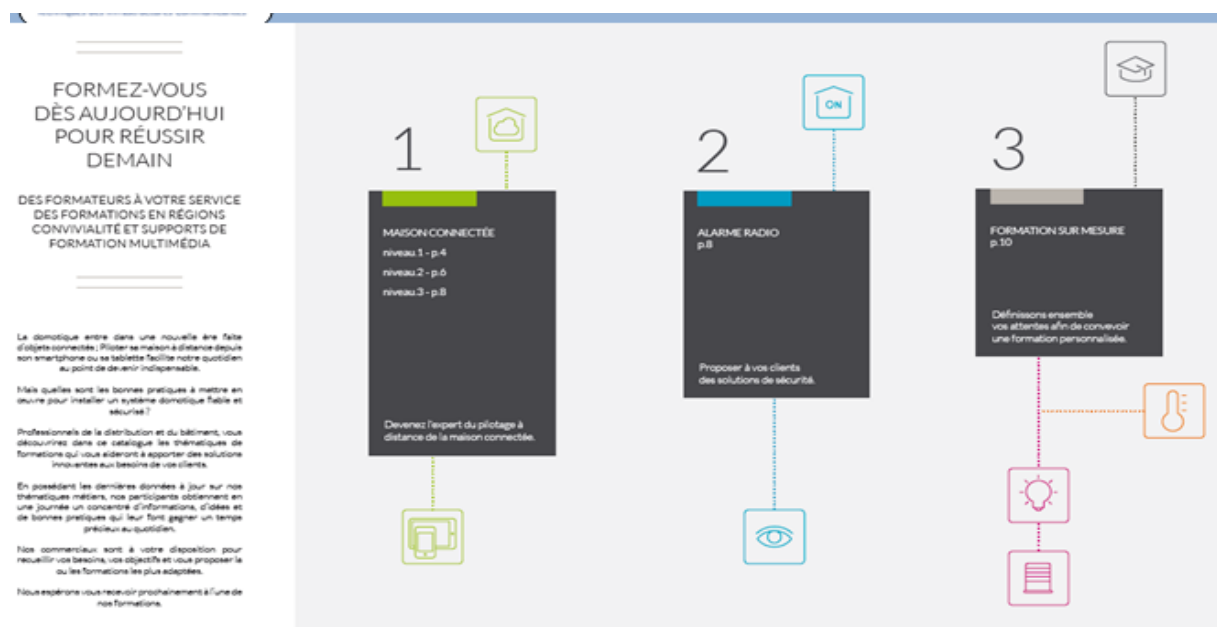 FORMEZ-VOUS
DÈS AUJOURD'HUI
POUR RÉUSSIR
DEMAIN
DES FORMATEURS À VOTRE SERVICE
DES FORMATIONS EN RÉGIONS
CONVIVIALITÉ ET SUPPORTS DE
FORMATION MULTIMÉDIA
La domotique entre dans une nouvelle ère faite
d'objets connectés ; Piloter sa maison à distance depuis
son smartphone ou sa tablette facilite notre quotidien
au point de devenir indispensable.
Mais quelles sont les bonnes pratiques à mettre en
œuvre pour installer un système domotique fiable et
sécurisé ?
Professionnels de la distribution et du bâtiment, vous
découvrirez dans ce catalogue les thématiques de
formations qui vous aideront à apporter des solutions
innovantes aux besoins de vos clients.
En possédant les dernières données à jour sur nos
thématiques métiers, nos participants obtiennent en
une journée un concentré d'informations, d'idées et
de bonnes pratiques qui leur font gagner un temps
précieux au quotidien.
Nos commerciaux sont à votre disposition pour
recueillir vos besoins, vos objectifs et vous proposer la
ou les formations les plus adaptées.
Nous espérons vous recevoir prochainement à l'une de
nos formations.
1
MAISON CONNECTÉE
niveau.1 - p.4
niveau.2 - p.6
niveau.3 - p.8
Devenez l'expert du pilotage à
distance de la maison connectée.
2
ON
ALARME RADIO
p.8
Proposer à vos clients
des solutions de sécurité.
3
FORMATION SUR MESURE
p.10
Définissons ensemble
vos attentes afin de convevoir
une formation personnalisée.